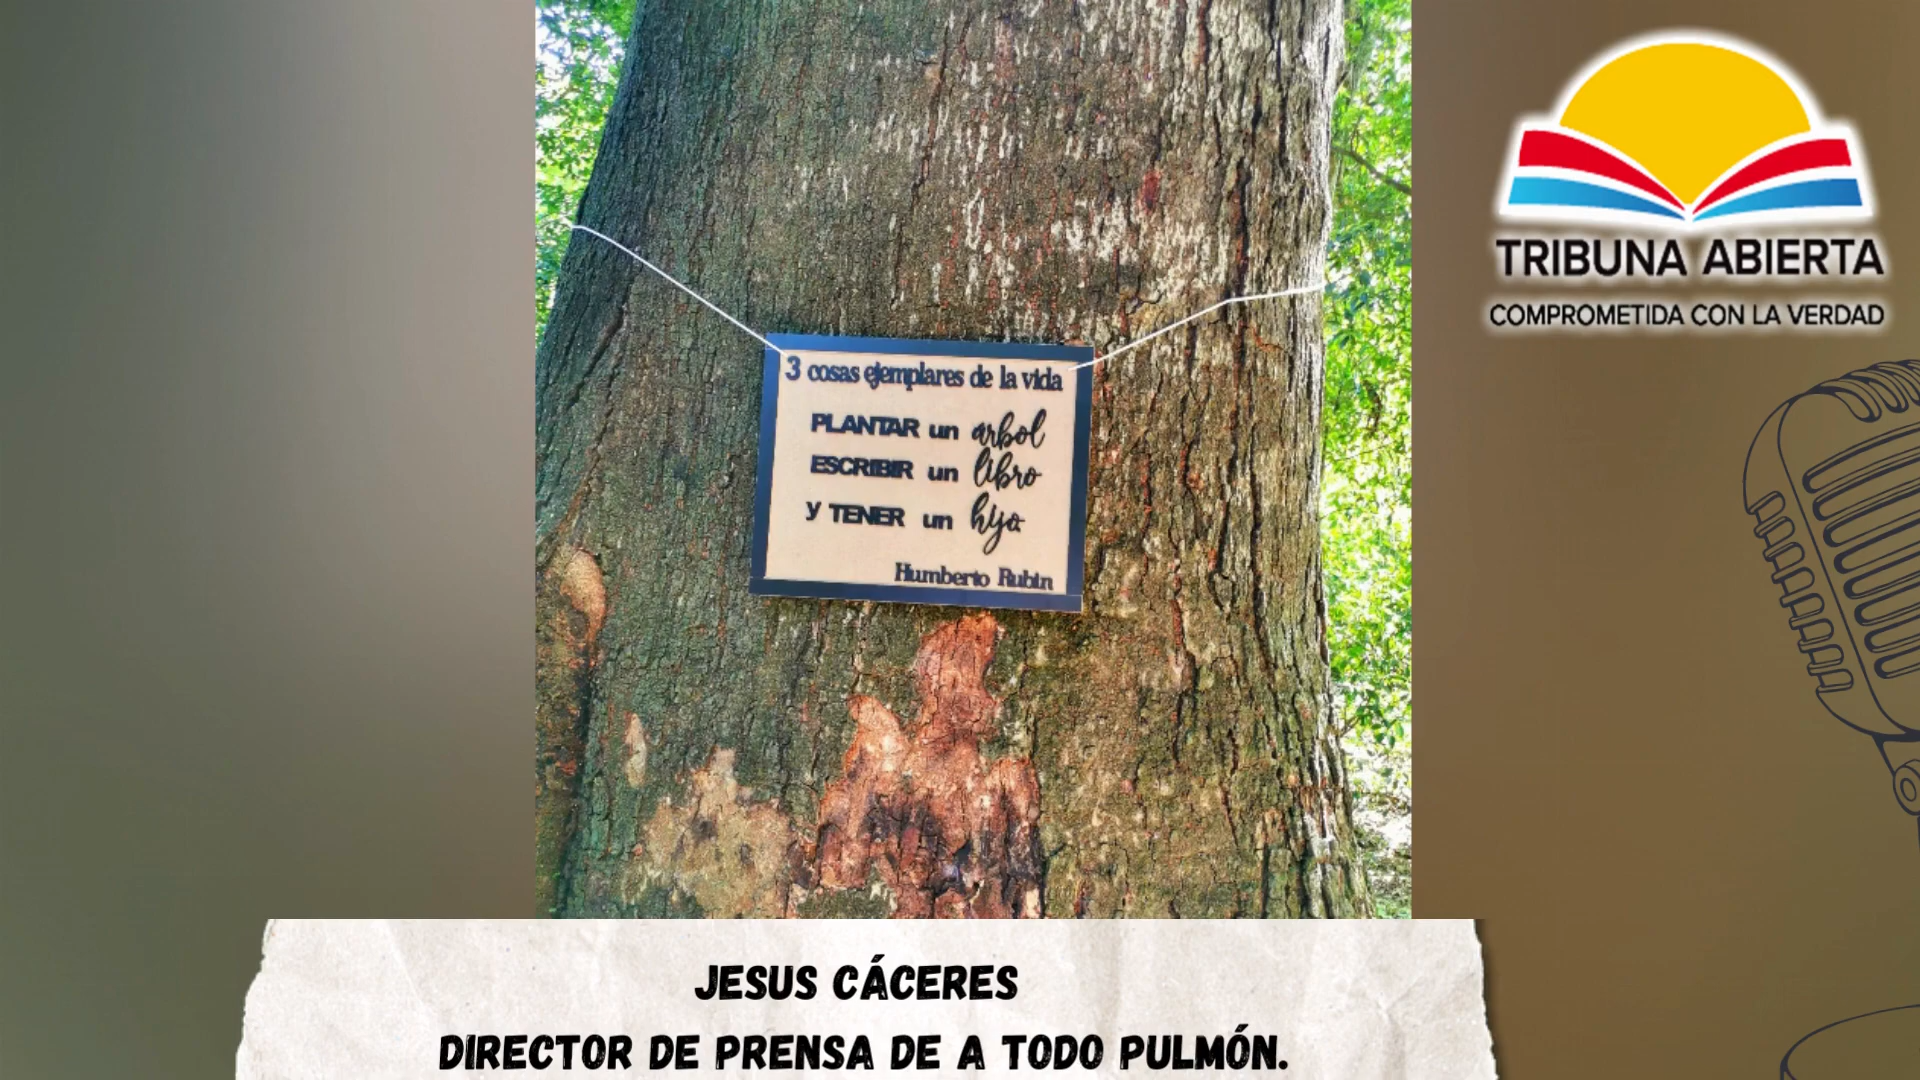 TRIBUNA ABIERTA
COMPROMETIDA CON LA VERDAD
3 cosas ejemplares de la vida
PLANTAR un arbol
ESCRIBIR un libro
y TENER un hijo
Humberto Rubin
JESUS CÁCERES
DIRECTOR DE PRENSA DE A TODO PULMÓN.